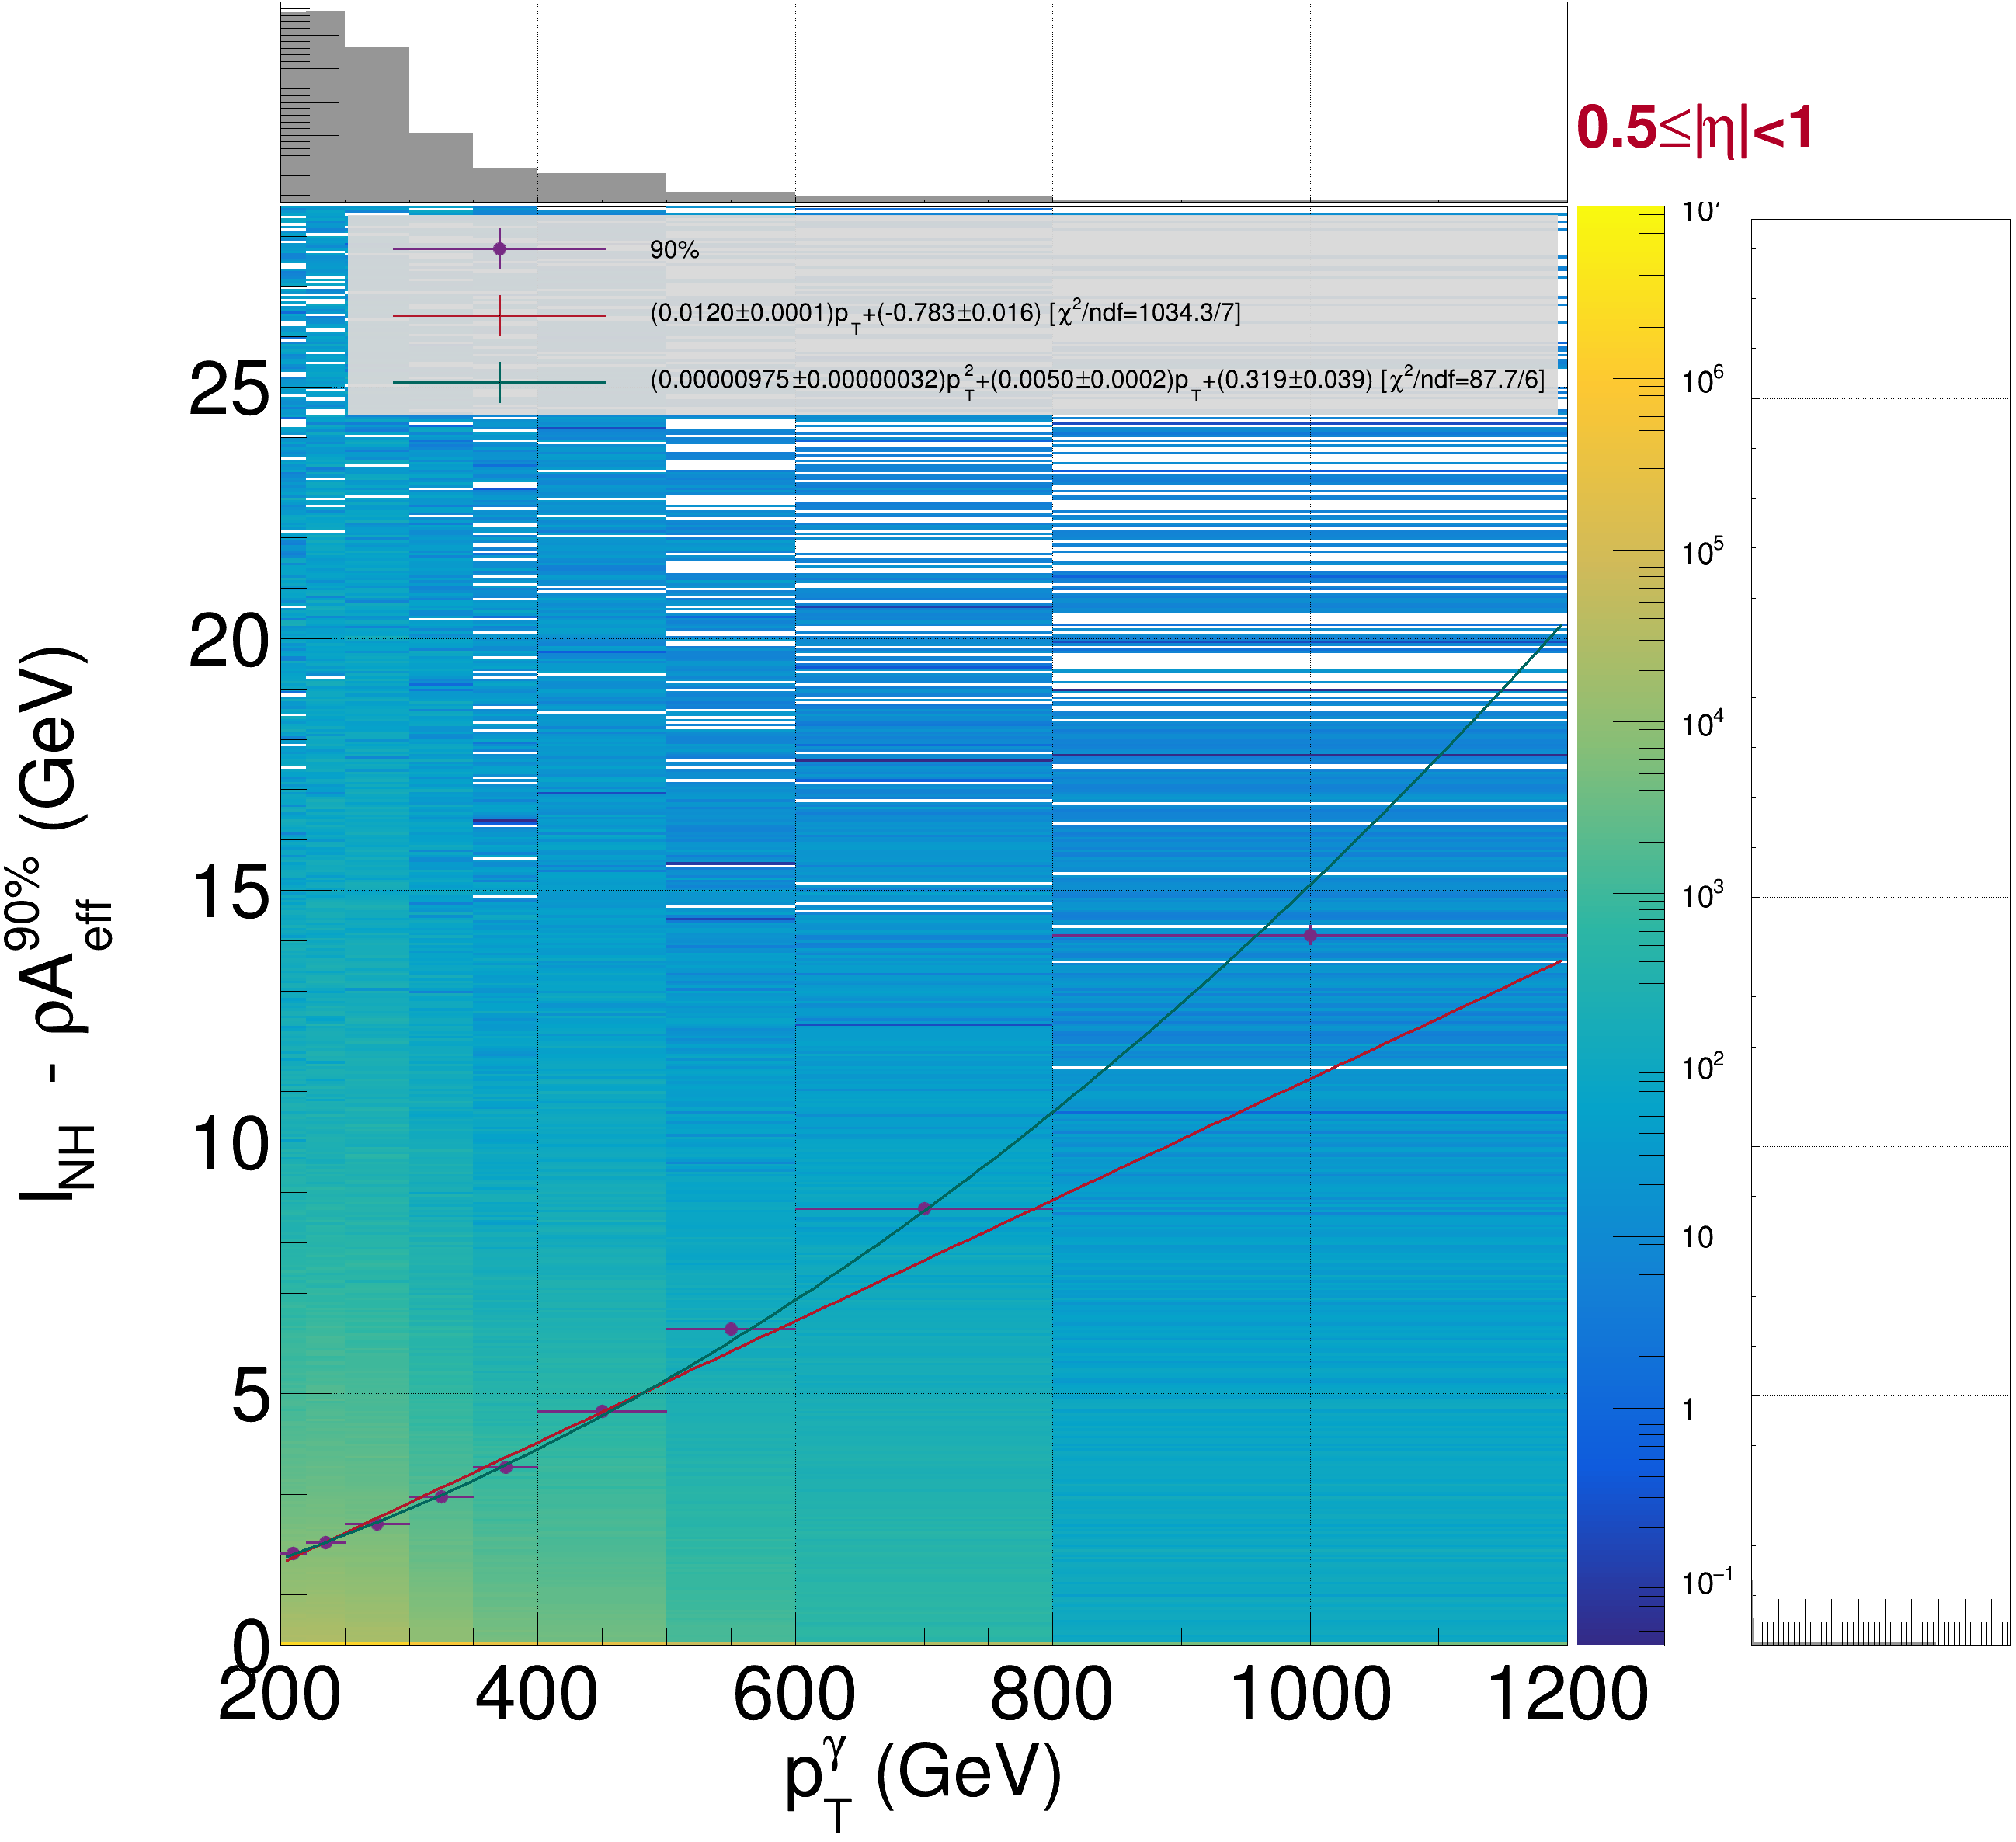 0.5≤|η|<1
90%
(0.0120±0.0001)p_T+(-0.783±0.016) [χ²/ndf=1034.3/7]
(0.00000975±0.00000032)p_T²+(0.0050±0.0002)p_T+(0.319±0.039) [χ²/ndf=87.7/6]
I_NH - ρA_eff^90% (GeV)
25
20
15
10
5
0
200 400 600 800 1000 1200
p_T^γ (GeV)
10⁷
10⁶
10⁵
10⁴
10³
10²
10
1
10⁻¹